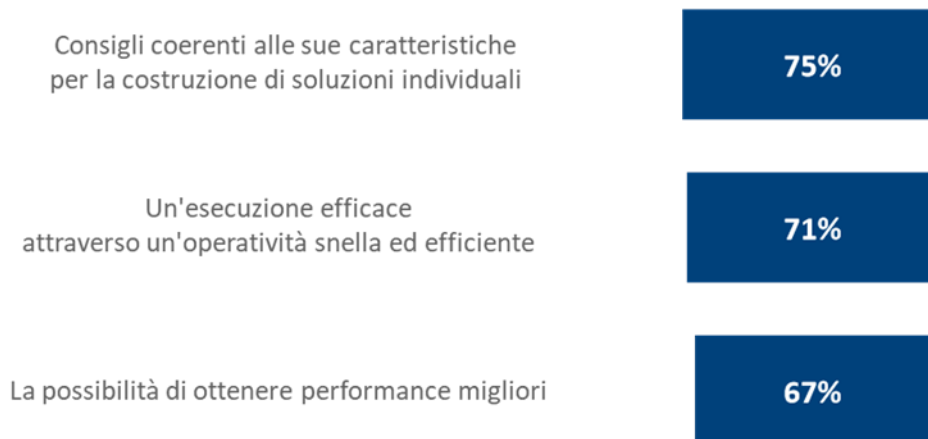 Consigli coerenti alle sue caratteristiche
per la costruzione di soluzioni individuali
75%
Un'esecuzione efficace
attraverso un'operatività snella ed efficiente
71%
La possibilità di ottenere performance migliori
67%